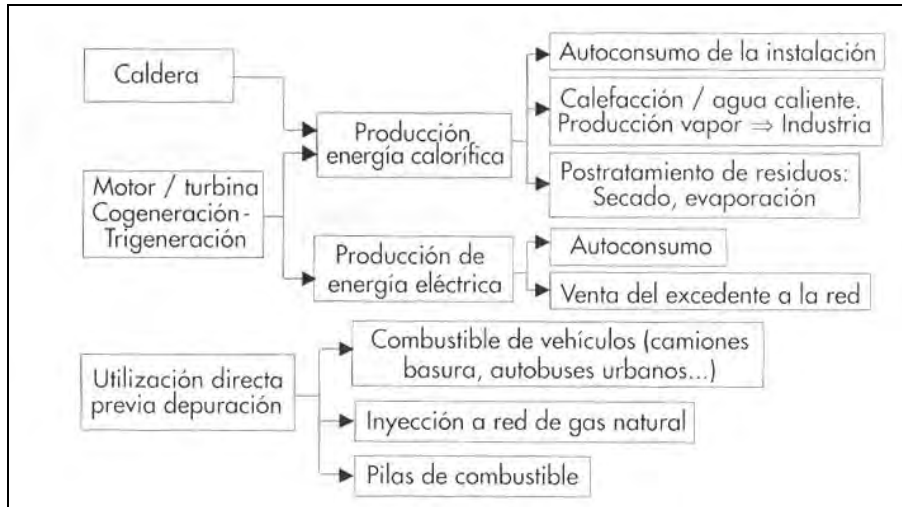 Caldera
Motor / turbina
Cogeneración -
Trigeneración
Producción
energía calorífica
Producción de
energía eléctrica
Autoconsumo de la instalación
Calefacción / agua caliente.
Producción vapor ⇒ Industria
Postratamiento de residuos:
Secado, evaporación
Autoconsumo
Venta del excedente a la red
Utilización directa
previa depuración
Combustible de vehículos (camiones
basura, autobuses urbanos...)
Inyección a red de gas natural
Pilas de combustible